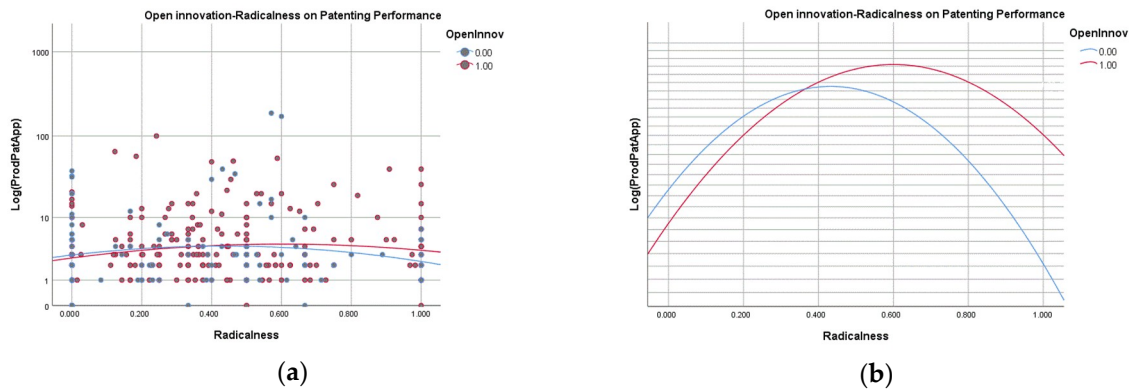 Open innovation-Radicalness on Patenting Performance
OpenInnov
0.00
1.00
1000
100
10
1
0
Log(ProdPatApp)
0.000 0.200 0.400 0.600 0.800 1.000
Radicalness
(a)
Open innovation-Radicalness on Patenting Performance
OpenInnov
0.00
1.00
Log(ProdPatApp)
0.000 0.200 0.400 0.600 0.800 1.000
Radicalness
(b)